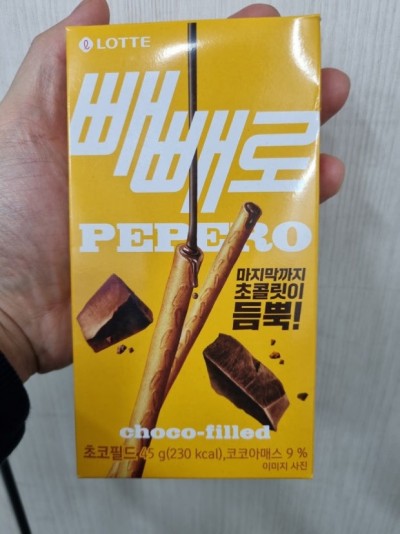 LOTTE
빼빼로
PEPERO
마지막까지
초콜릿이
듬뿍!
choco-filled
초코필드 45 g(230 kcal),코코아매스 9 %
이미지 사진